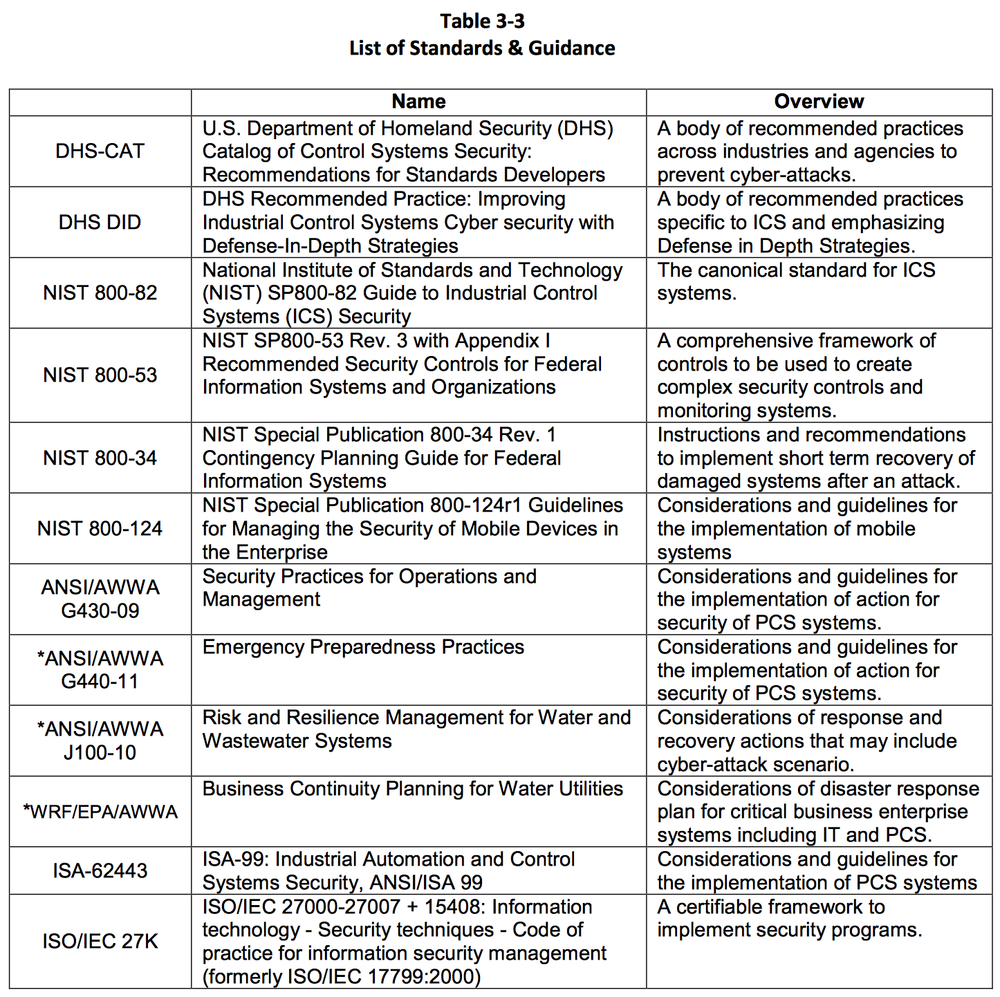 Table 3-3
List of Standards & Guidance
Name
Overview
DHS-CAT
U.S. Department of Homeland Security (DHS)
Catalog of Control Systems Security:
Recommendations for Standards Developers
A body of recommended practices
across industries and agencies to
prevent cyber-attacks.
DHS DID
DHS Recommended Practice: Improving
Industrial Control Systems Cyber security with
Defense-In-Depth Strategies
A body of recommended practices
specific to ICS and emphasizing
Defense in Depth Strategies.
NIST 800-82
National Institute of Standards and Technology
(NIST) SP800-82 Guide to Industrial Control
Systems (ICS) Security
The canonical standard for ICS
systems.
NIST 800-53
NIST SP800-53 Rev. 3 with Appendix I
Recommended Security Controls for Federal
Information Systems and Organizations
A comprehensive framework of
controls to be used to create
complex security controls and
monitoring systems.
NIST 800-34
NIST Special Publication 800-34 Rev. 1
Contingency Planning Guide for Federal
Information Systems
Instructions and recommendations
to implement short term recovery of
damaged systems after an attack.
NIST 800-124
NIST Special Publication 800-124r1 Guidelines
for Managing the Security of Mobile Devices in
the Enterprise
Considerations and guidelines for
the implementation of mobile
systems
ANSI/AWWA
G430-09
Security Practices for Operations and
Management
Considerations and guidelines for
the implementation of action for
security of PCS systems.
*ANSI/AWWA
G440-11
Emergency Preparedness Practices
Considerations and guidelines for
the implementation of action for
security of PCS systems.
*ANSI/AWWA
J100-10
Risk and Resilience Management for Water and
Wastewater Systems
Considerations of response and
recovery actions that may include
cyber-attack scenario.
*WRF/EPA/AWWA
Business Continuity Planning for Water Utilities
Considerations of disaster response
plan for critical business enterprise
systems including IT and PCS.
ISA-62443
ISA-99: Industrial Automation and Control
Systems Security, ANSI/ISA 99
Considerations and guidelines for
the implementation of PCS systems
ISO/IEC 27K
ISO/IEC 27000-27007 + 15408: Information
technology - Security techniques - Code of
practice for information security management
(formerly ISO/IEC 17799:2000)
A certifiable framework to
implement security programs.